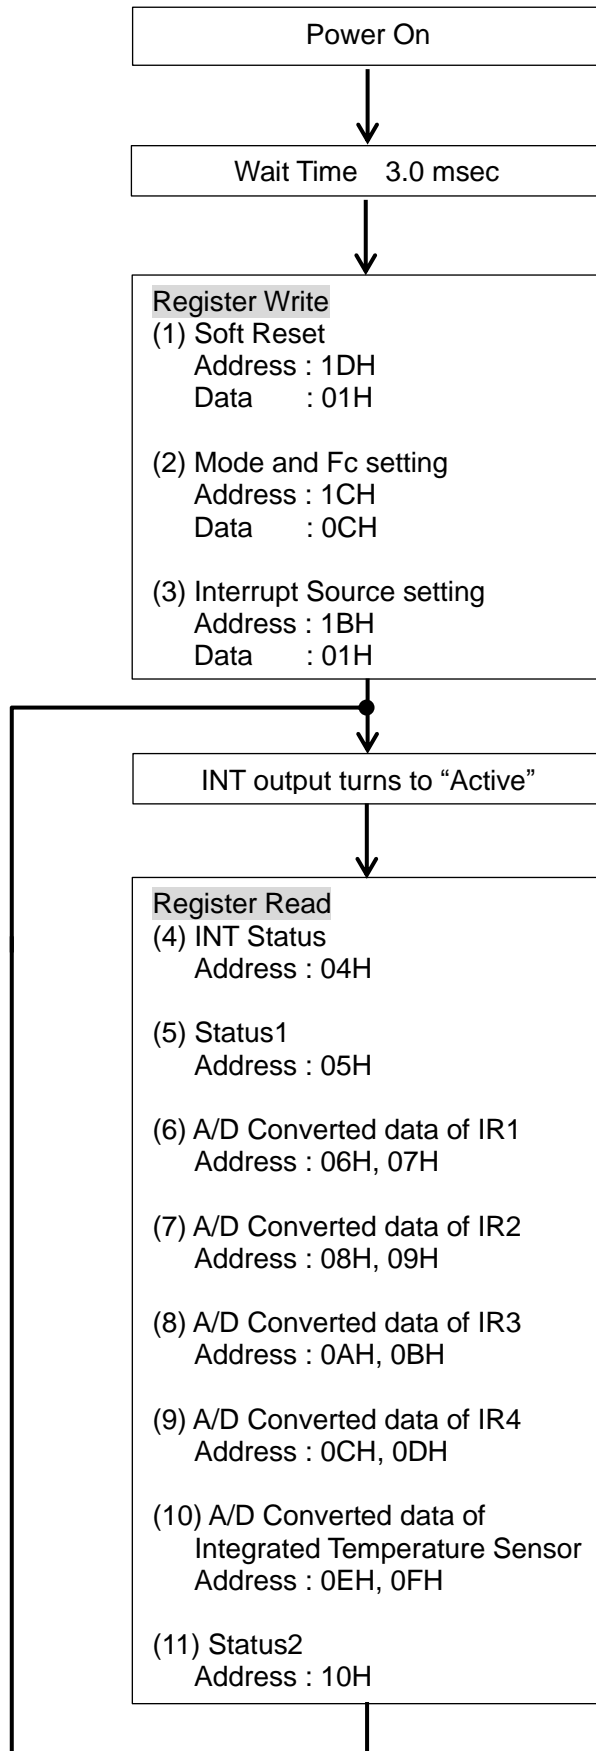 Power On
Wait Time 3.0 msec
Register Write
(1) Soft Reset
Address : 1DH
Data : 01H
(2) Mode and Fc setting
Address : 1CH
Data : 0CH
(3) Interrupt Source setting
Address : 1BH
Data : 01H
INT output turns to “Active”
Register Read
(4) INT Status
Address : 04H
(5) Status1
Address : 05H
(6) A/D Converted data of IR1
Address : 06H, 07H
(7) A/D Converted data of IR2
Address : 08H, 09H
(8) A/D Converted data of IR3
Address : 0AH, 0BH
(9) A/D Converted data of IR4
Address : 0CH, 0DH
(10) A/D Converted data of
Integrated Temperature Sensor
Address : 0EH, 0FH
(11) Status2
Address : 10H